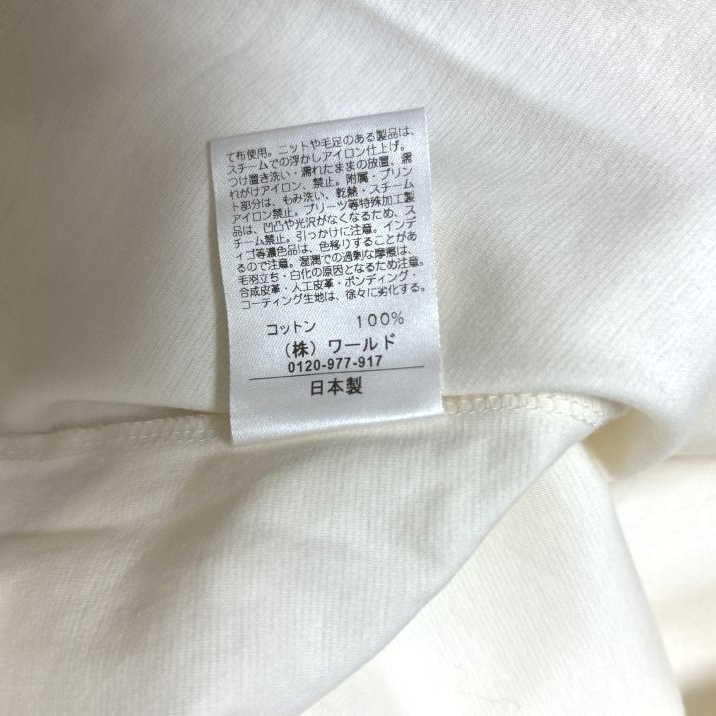 て布使用。ニットや毛足のある製品は、
スチームでの浮かしアイロン仕上げ。
つけ置き洗い・濡れたままの放置、濡
れがけアイロン、禁止。附属・プリン
ト部分は、もみ洗い、乾熱・スチーム
アイロン禁止。プリーツ等特殊加工製
品は、凹凸や光沢がなくなるため、ス
チーム禁止。引っかけに注意。インデ
ィゴ等濃色品は、色移りすることがあ
るので注意。湿潤での過剰な摩擦は、
毛羽立ち・白化の原因となるため注意。
合成皮革・人工皮革・ボンディング・
コーティング生地は、徐々に劣化する。
コットン 100%
(株)ワールド
0120-977-917
日本製